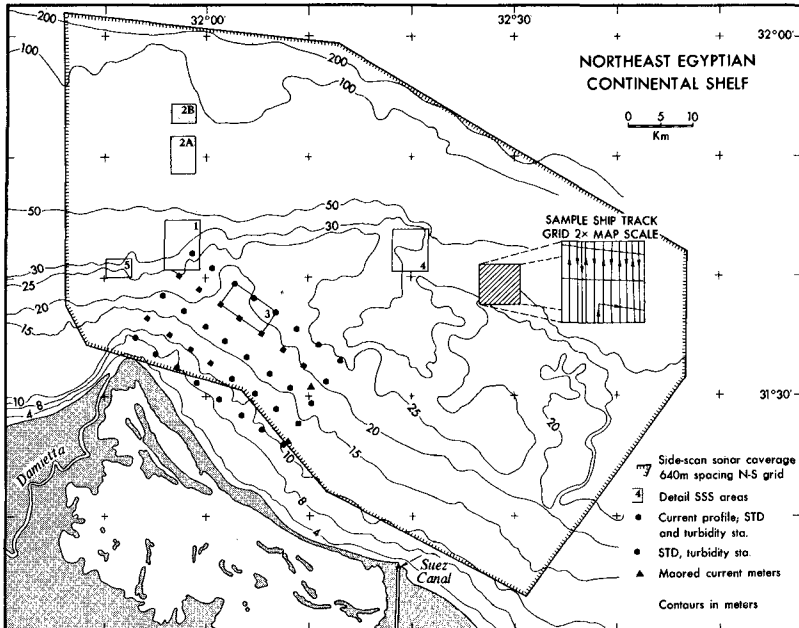 32°00'
32°30'
32°00'
200
100
200
100
NORTHEAST EGYPTIAN
CONTINENTAL SHELF
0 5 10
Km
2B
2A
50
50
30
1
30
SAMPLE SHIP TRACK
GRID 2× MAP SCALE
4
5
30
25
20
15
3
10
8
4
25
20
20
15
31°30'
10
8
4
Damietta
Suez
Canal
Side-scan sonar coverage
640m spacing N-S grid
4 Detail SSS areas
Current profile; STD
and turbidity sta.
STD, turbidity sta.
Moored current meters
Contours in meters